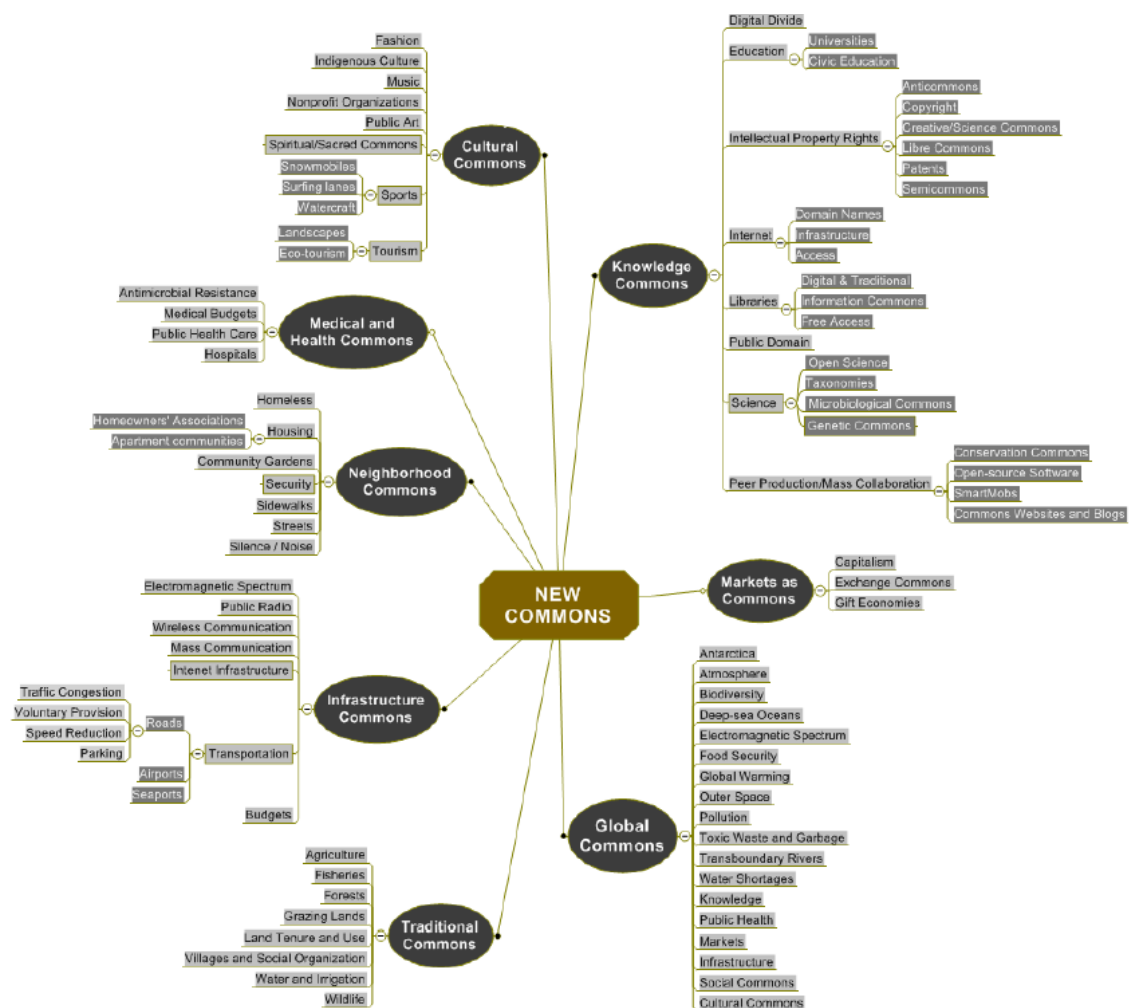 NEW
COMMONS
Cultural
Commons
Fashion
Indigenous Culture
Music
Nonprofit Organizations
Public Art
Spiritual/Sacred Commons
Sports
Snowmobiles
Surfing lanes
Watercraft
Tourism
Landscapes
Eco-tourism
Medical and
Health Commons
Antimicrobial Resistance
Medical Budgets
Public Health Care
Hospitals
Neighborhood
Commons
Homeless
Housing
Homeowners' Associations
Apartment communities
Community Gardens
Security
Sidewalks
Streets
Silence / Noise
Infrastructure
Commons
Electromagnetic Spectrum
Public Radio
Wireless Communication
Mass Communication
Intenet Infrastructure
Transportation
Roads
Traffic Congestion
Voluntary Provision
Speed Reduction
Parking
Airports
Seaports
Budgets
Traditional
Commons
Agriculture
Fisheries
Forests
Grazing Lands
Land Tenure and Use
Villages and Social Organization
Water and Irrigation
Wildlife
Knowledge
Commons
Digital Divide
Education
Universities
Civic Education
Intellectual Property Rights
Anticommons
Copyright
Creative/Science Commons
Libre Commons
Patents
Semicommons
Internet
Domain Names
Infrastructure
Access
Libraries
Digital & Traditional
Information Commons
Free Access
Public Domain
Science
Open Science
Taxonomies
Microbiological Commons
Genetic Commons
Peer Production/Mass Collaboration
Conservation Commons
Open-source Software
SmartMobs
Commons Websites and Blogs
Markets as
Commons
Capitalism
Exchange Commons
Gift Economies
Global
Commons
Antarctica
Atmosphere
Biodiversity
Deep-sea Oceans
Electromagnetic Spectrum
Food Security
Global Warming
Outer Space
Pollution
Toxic Waste and Garbage
Transboundary Rivers
Water Shortages
Knowledge
Public Health
Markets
Infrastructure
Social Commons
Cultural Commons